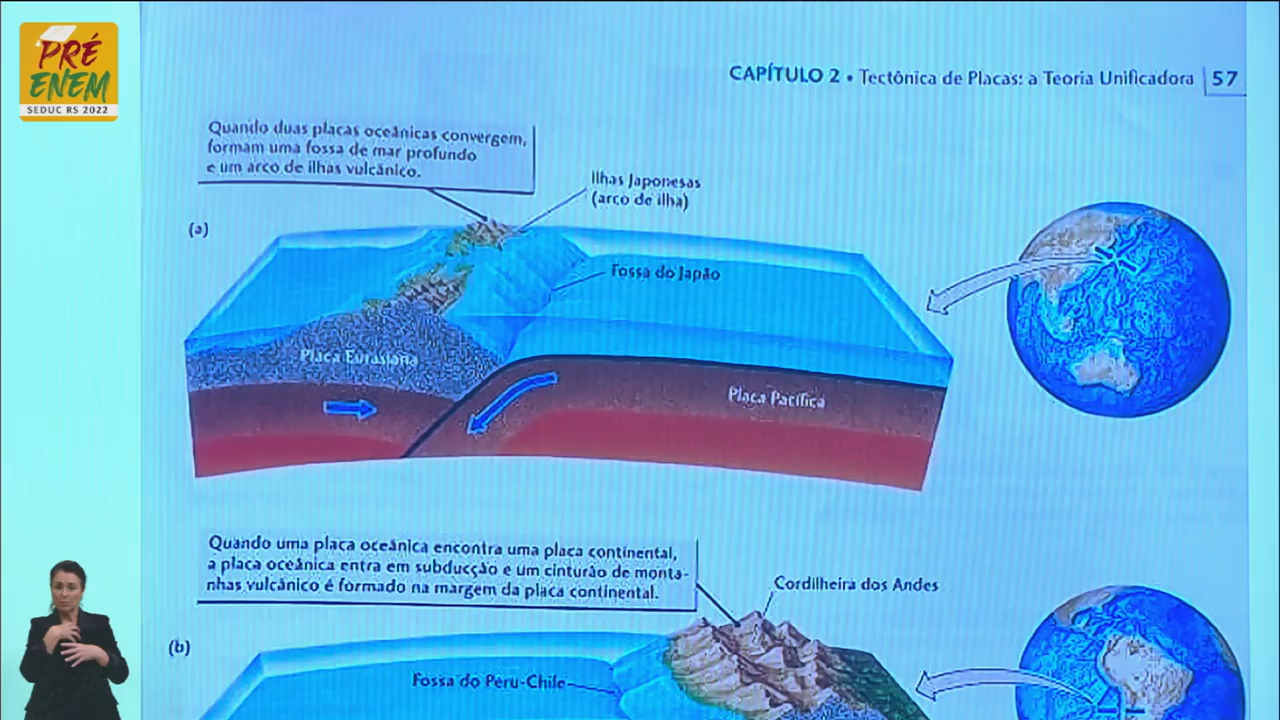 PRÉ
ENEM
SEDUC RS 2022
CAPÍTULO 2 • Tectônica de Placas: a Teoria Unificadora 57
Quando duas placas oceânicas convergem,
formam uma fossa de mar profundo
e um arco de ilhas vulcânico.
Ilhas Japonesas
(arco de ilha)
(a)
Fossa do Japão
Placa Eurasiana
Placa Pacífica
Quando uma placa oceânica encontra uma placa continental,
a placa oceânica entra em subducção e um cinturão de monta-
nhas vulcânico é formado na margem da placa continental.
Cordilheira dos Andes
(b)
Fossa do Peru-Chile